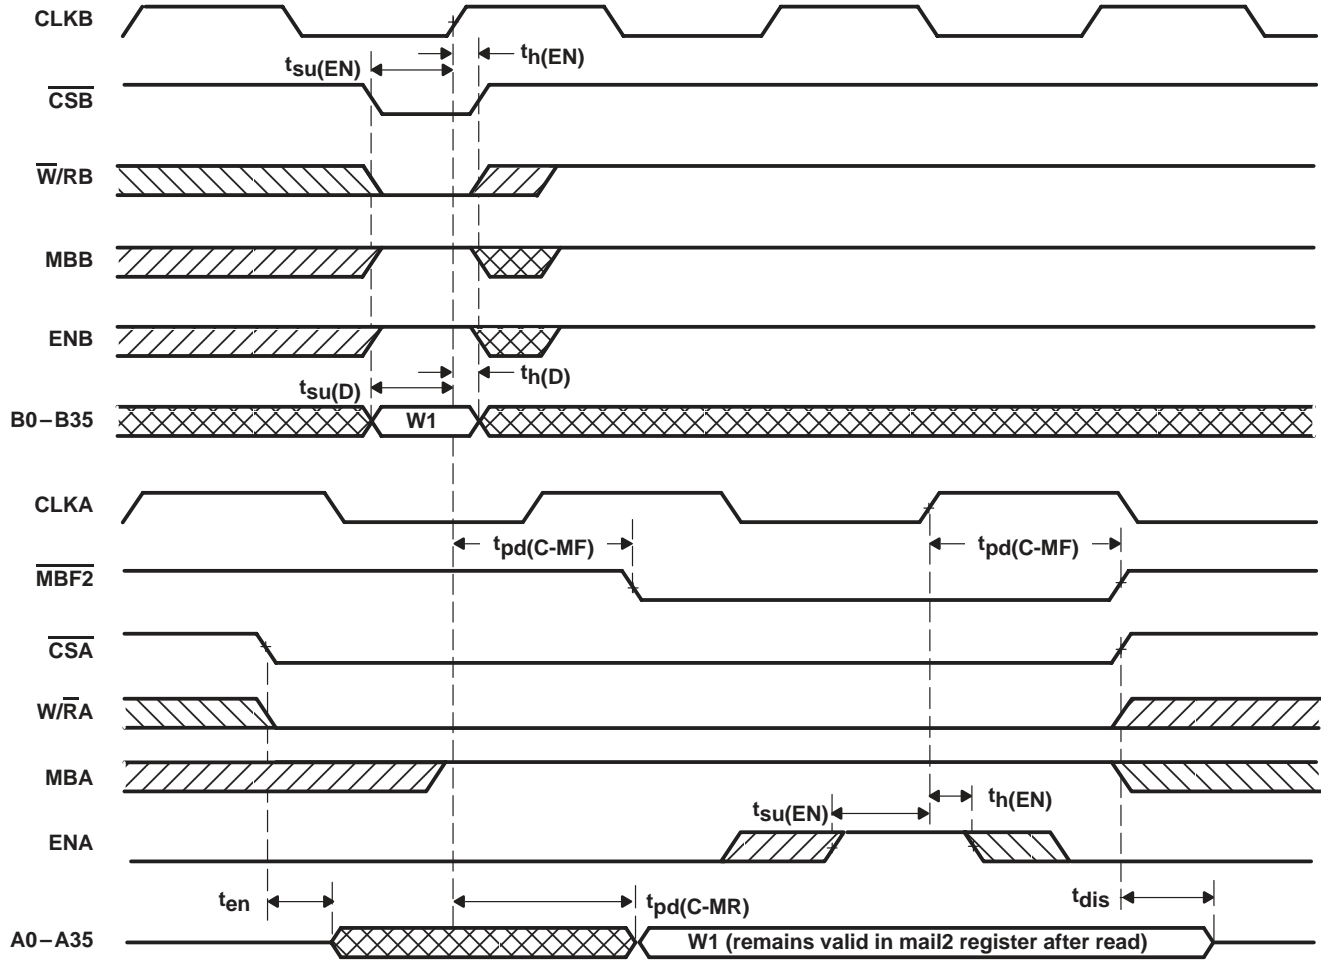 CLKB
tsu(EN)
th(EN)
CSB
W/RB
MBB
ENB
tsu(D)
th(D)
B0–B35
W1
CLKA
tpd(C-MF)
tpd(C-MF)
MBF2
CSA
W/RA
MBA
tsu(EN)
th(EN)
ENA
ten
tpd(C-MR)
tdis
A0–A35
W1 (remains valid in mail2 register after read)